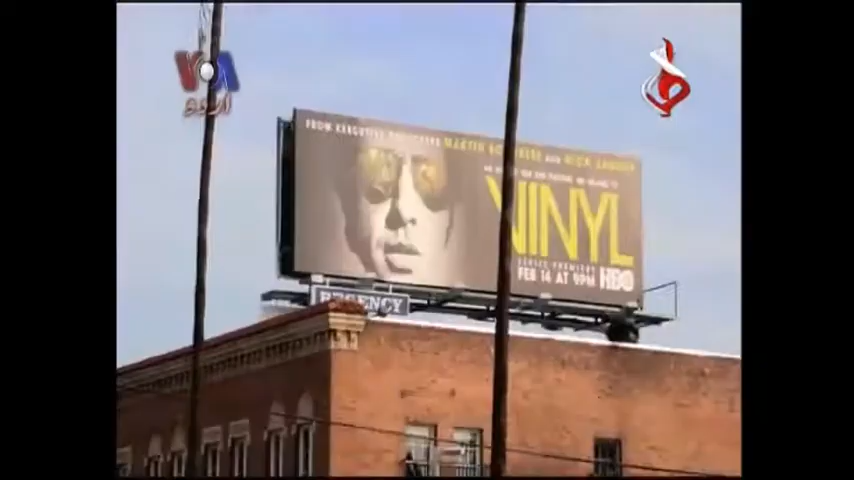 VOA
اردو
FROM EXECUTIVE PRODUCERS MARTIN SCORSESE AND MICK JAGGER
VINYL
SERIES PREMIERE
FEB 14 AT 9PM HBO
REGENCY